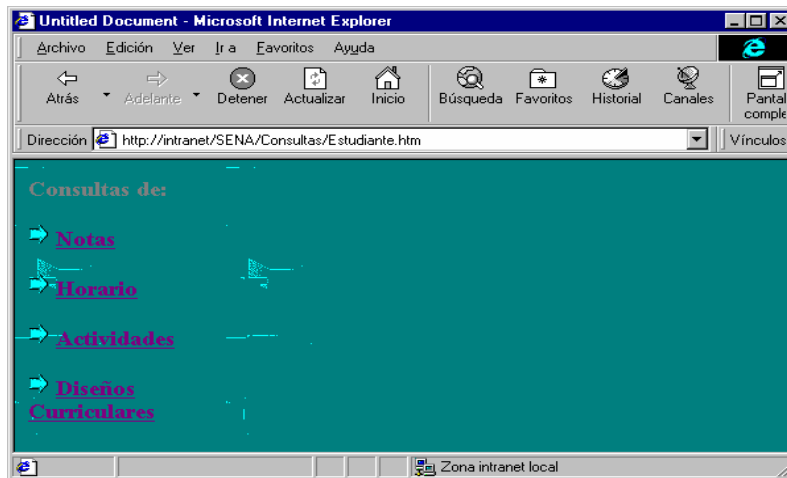 Untitled Document - Microsoft Internet Explorer
Archivo Edición Ver Ir a Favoritos Ayuda
Atrás Adelante Detener Actualizar Inicio Búsqueda Favoritos Historial Canales Pantal
comple
Dirección http://intranet/SENA/Consultas/Estudiante.htm Vínculos
Consultas de:
Notas
Horario
Actividades
Diseños
Curriculares
Zona intranet local